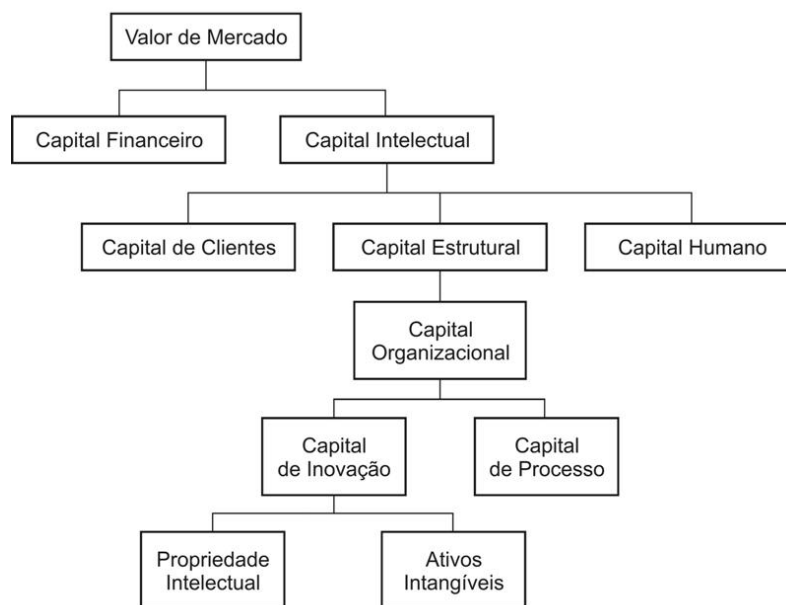 Valor de Mercado
Capital Financeiro
Capital Intelectual
Capital de Clientes
Capital Estrutural
Capital Humano
Capital
Organizacional
Capital
de Inovação
Capital
de Processo
Propriedade
Intelectual
Ativos
Intangíveis